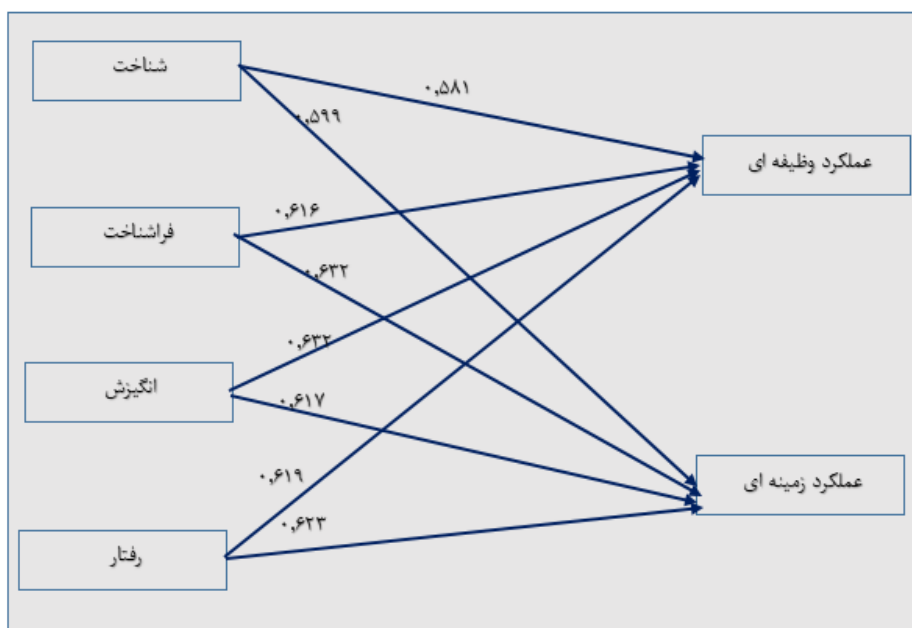 شناخت
۰,۵۸۱
۰,۵۹۹
عملکرد وظیفه ای
فراشناخت
۰,۶۱۶
۰,۶۳۲
انگیزش
۰,۶۳۲
۰,۶۱۷
عملکرد زمینه ای
رفتار
۰,۶۱۹
۰,۶۲۳